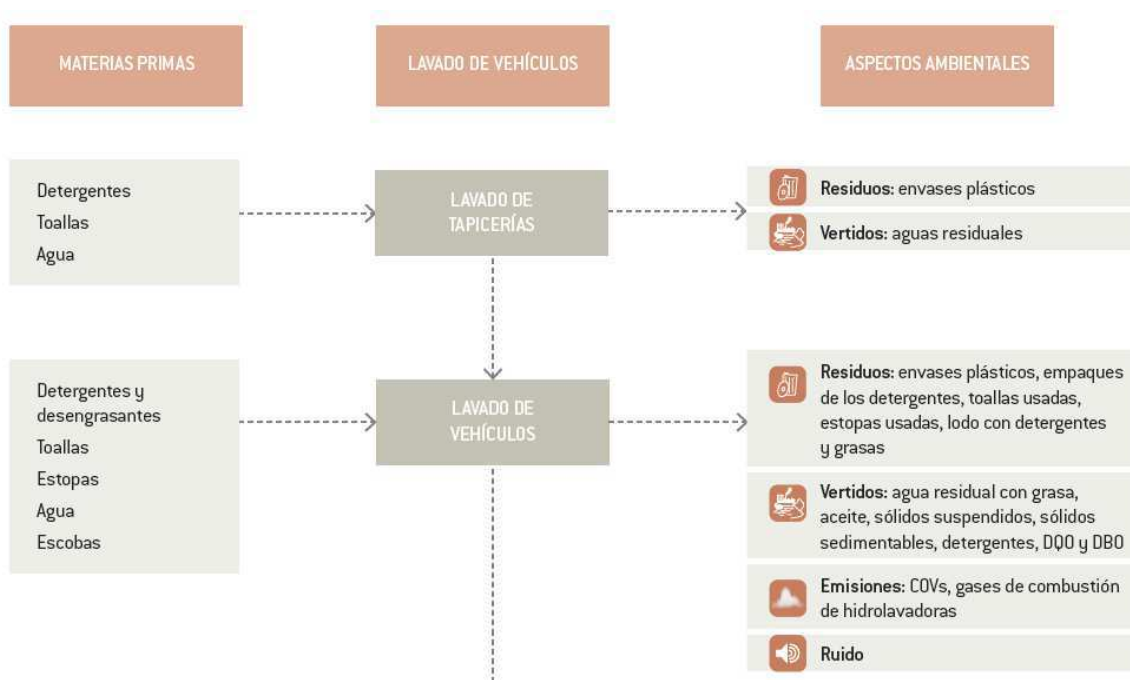 MATERIAS PRIMAS
LAVADO DE VEHÍCULOS
ASPECTOS AMBIENTALES
Detergentes
Toallas
Agua
LAVADO DE
TAPICERÍAS
Residuos: envases plásticos
Vertidos: aguas residuales
Detergentes y
desengrasantes
Toallas
Estopas
Agua
Escobas
LAVADO DE
VEHÍCULOS
Residuos: envases plásticos, empaques
de los detergentes, toallas usadas,
estopas usadas, lodo con detergentes
y grasas
Vertidos: agua residual con grasa,
aceite, sólidos suspendidos, sólidos
sedimentables, detergentes, DQO y DBO
Emisiones: COVs, gases de combustión
de hidrolavadoras
Ruido